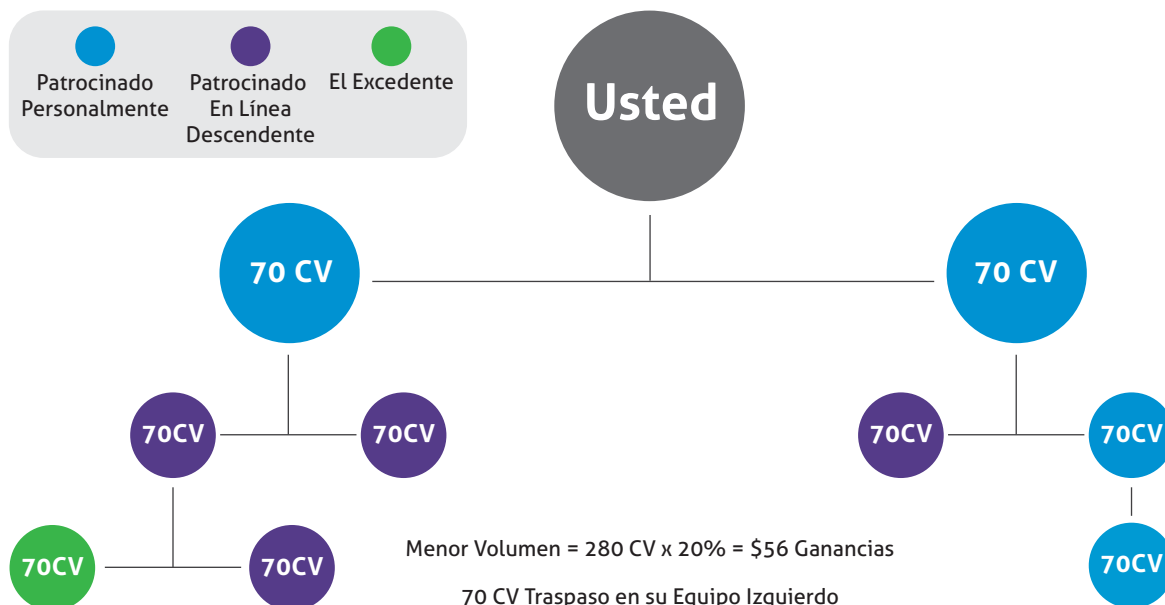 Patrocinado
Personalmente
Patrocinado
En Línea
Descendente
El Excedente
Usted
70 CV
70 CV
70CV
70CV
70CV
70CV
70CV
70CV
70CV
Menor Volumen = 280 CV x 20% = $56 Ganancias
70 CV Traspaso en su Equipo Izquierdo